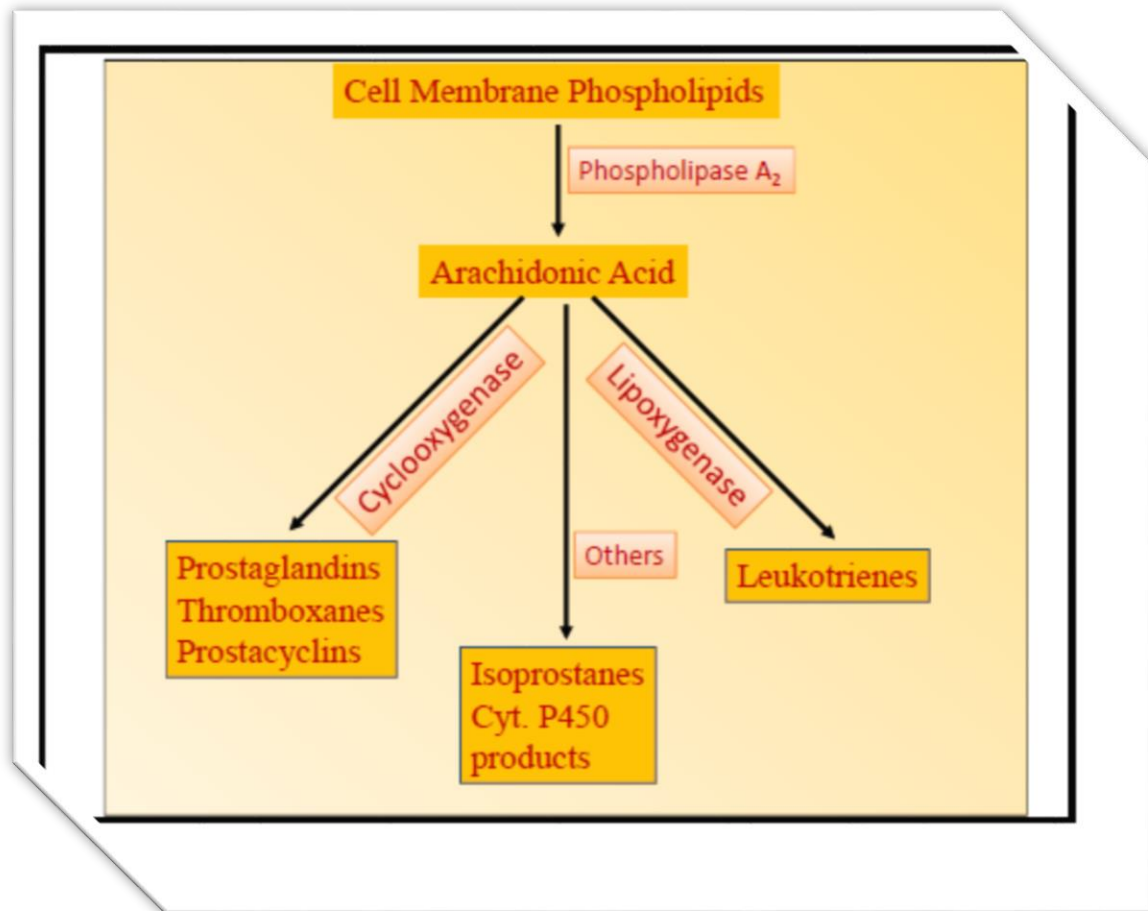 Cell Membrane Phospholipids
Phospholipase A₂
Arachidonic Acid
Cyclooxygenase
Lipoxygenase
Others
Prostaglandins
Thromboxanes
Prostacyclins
Leukotrienes
Isoprostanes
Cyt. P450
products